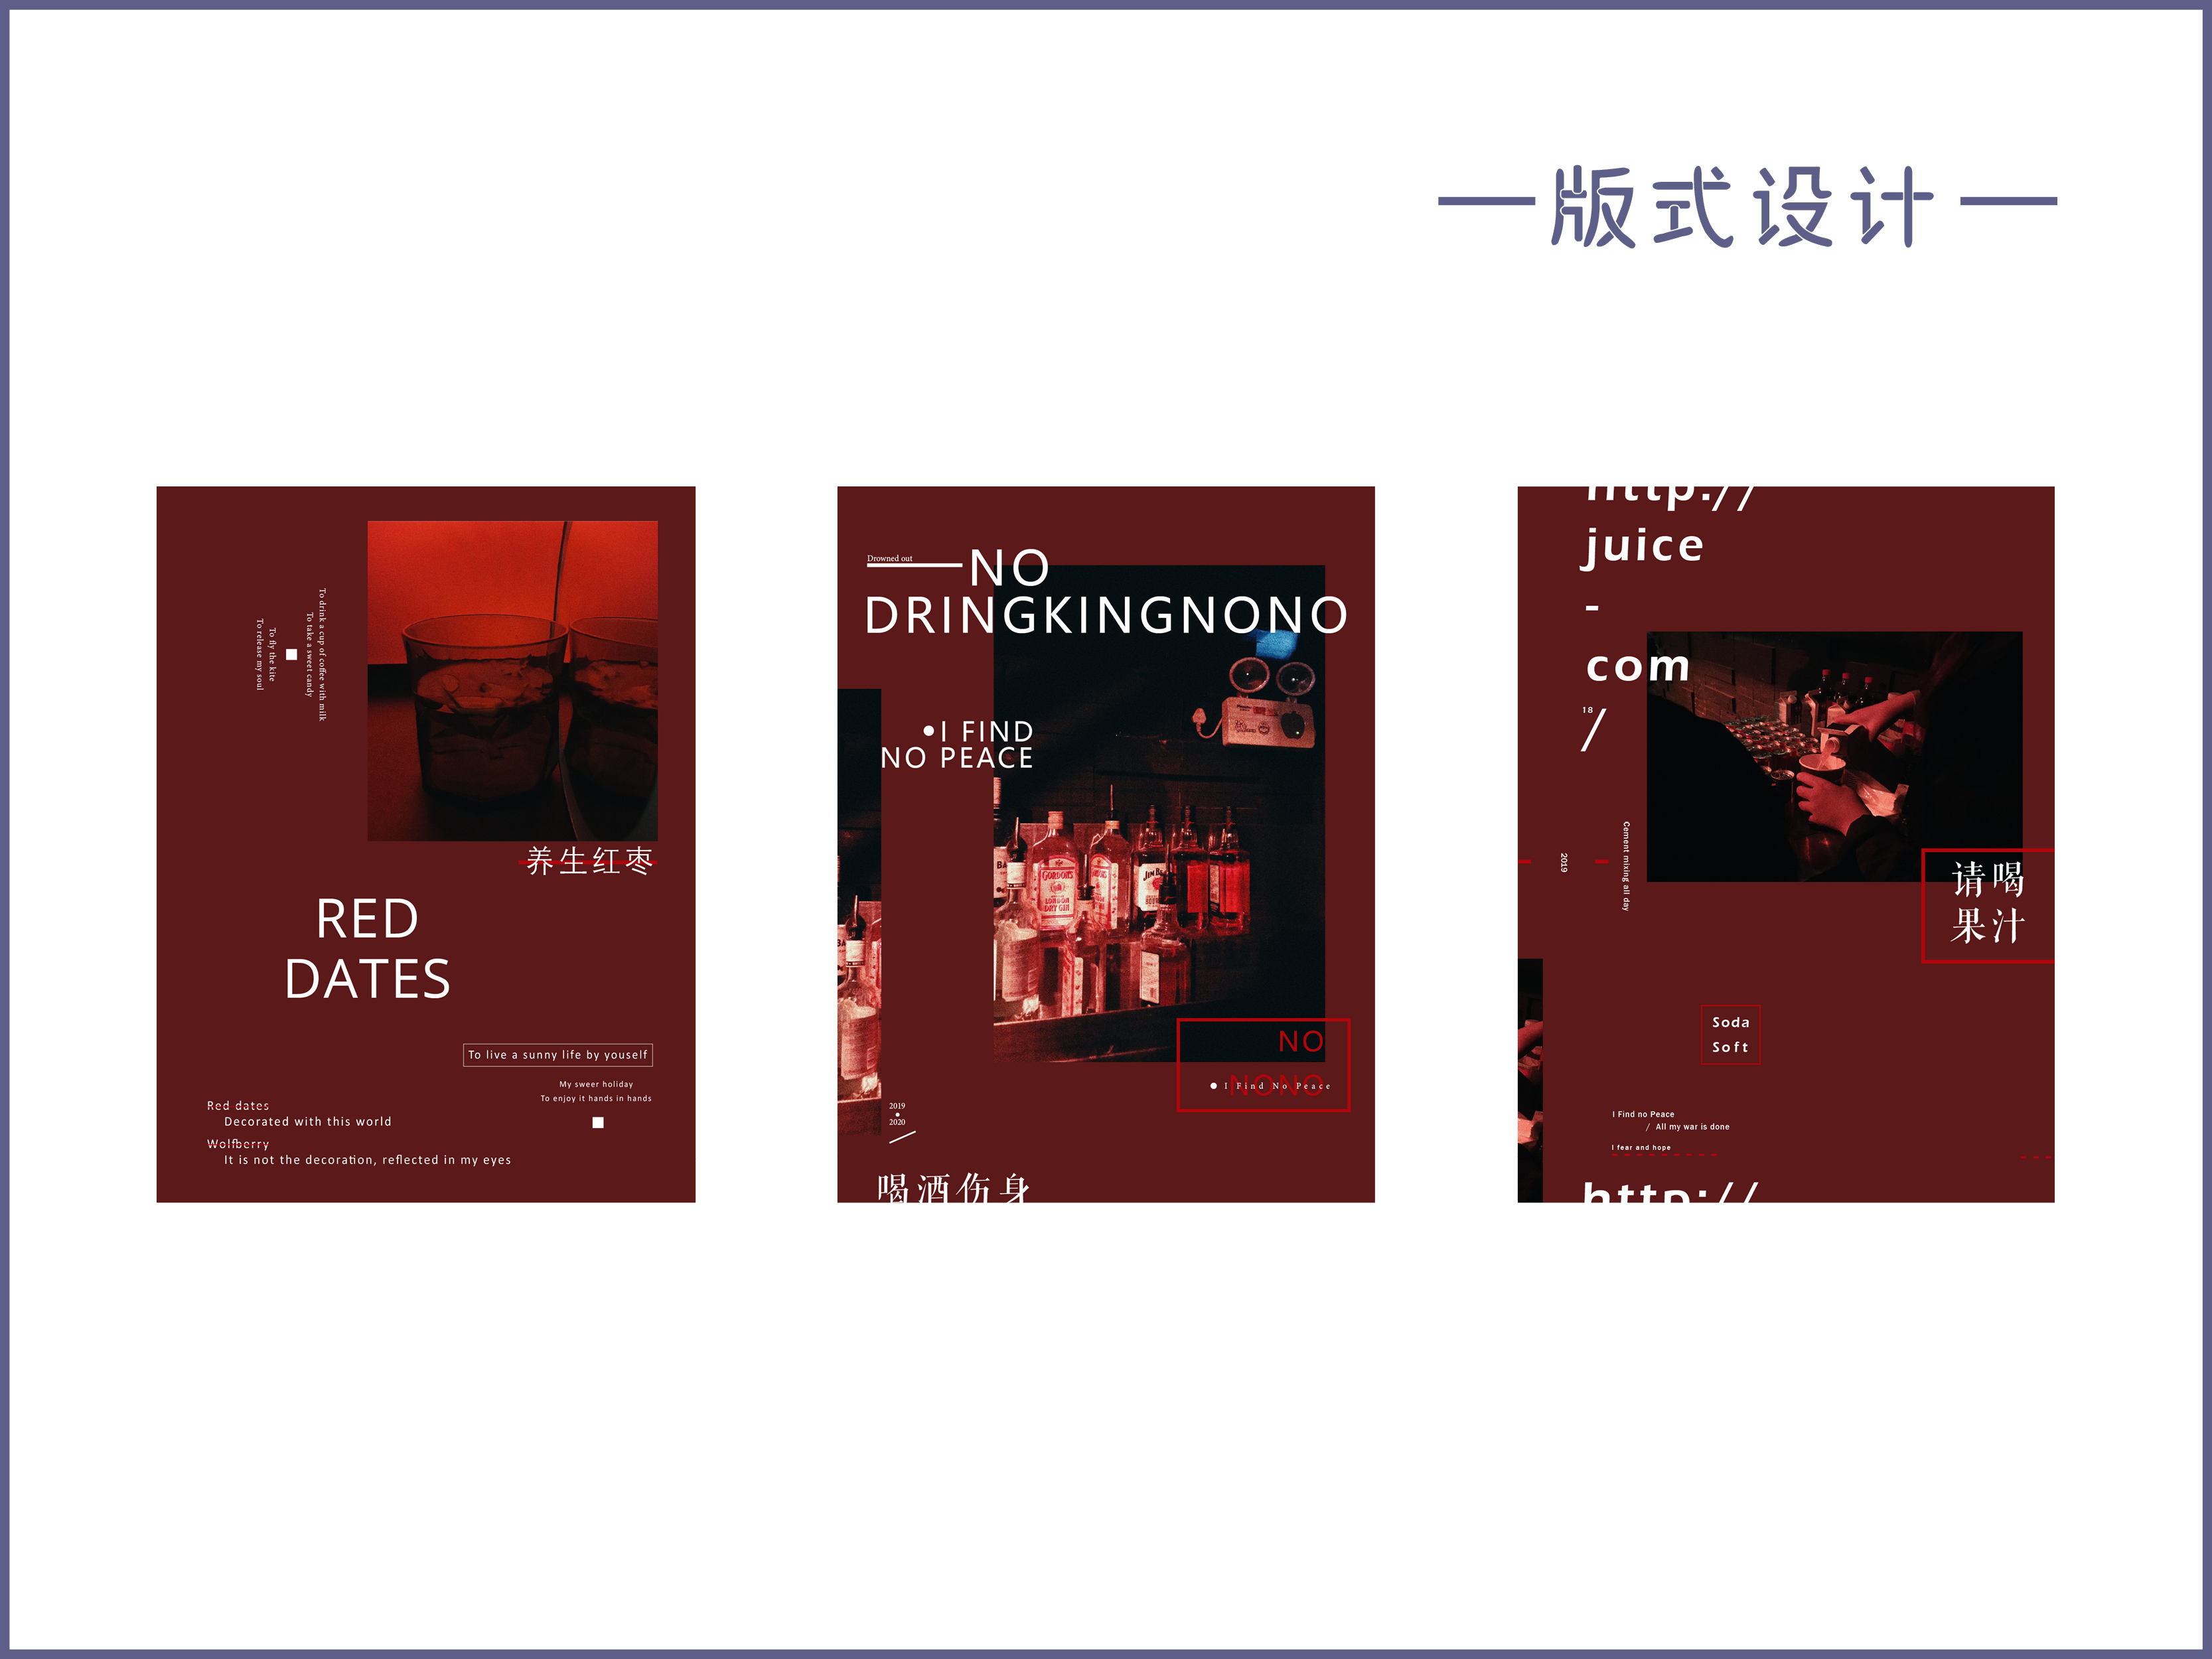 版式设计
To drink a cup of coffee with milk
To take a sweet candy
To fly the kite
To release my soul
养生红枣
RED
DATES
To live a sunny life by youself
My sweer holiday
To enjoy it hands in hands
Red dates
Decorated with this world
Wolfberry
It is not the decoration, reflected in my eyes
Drowned out
NO
DRINGKINGNONO
•I FIND
NO PEACE
GORDON'S
LONDON
DRY GIN
NO
NONO
● I Find No Peace
2019
2020
喝酒伤身
http://
juice
-
com
18
/
2019
Cement mixing all day
请喝
果汁
Soda
Soft
I Find no Peace
/ All my war is done
I fear and hope
http://